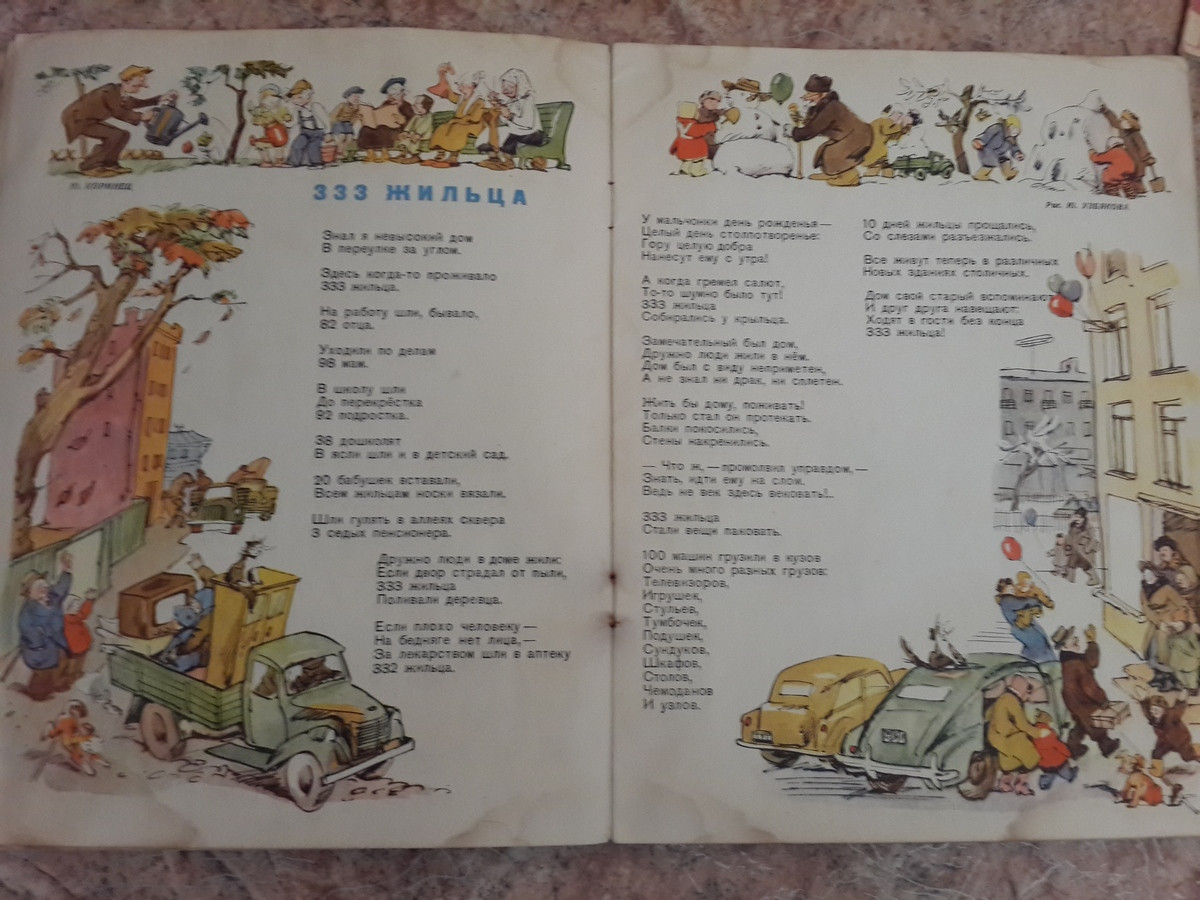 Ю. КОРИНЕЦ
333 ЖИЛЬЦА
Знал я невысокий дом
В переулке за углом.
Здесь когда-то проживало
333 жильца.
На работу шли, бывало,
82 отца.
Уходили по делам
98 мам.
В школу шли
До перекрёстка
92 подростка.
38 дошколят
В ясли шли и в детский сад.
20 бабушек вставали,
Всем жильцам носки вязали.
Шли гулять в аллеях сквера
3 седых пенсионера.
Дружно люди в доме жили:
Если двор страдал от пыли,
333 жильца
Поливали деревца.
Если плохо человеку —
На бедняге нет лица, —
За лекарством шли в аптеку
332 жильца.
Рис. Ю. УЗБЯКОВА
У мальчонки день рожденья —
Целый день столпотворенье:
Гору целую добра
Нанесут ему с утра!
А когда гремел салют,
То-то шумно было тут!
333 жильца
Собирались у крыльца.
Замечательный был дом,
Дружно люди жили в нём.
Дом был с виду неприметен,
А не знал ни драк, ни сплетен.
Жить бы дому, поживать!
Только стал он протекать.
Балки покосились,
Стены накренились.
— Что ж, — промолвил управдом, —
Знать, идти ему на слом.
Ведь не век здесь вековать!..
333 жильца
Стали вещи паковать.
100 машин грузили в кузов
Очень много разных грузов:
Телевизоров,
Игрушек,
Стульев,
Тумбочек,
Подушек,
Сундуков,
Шкафов,
Столов,
Чемоданов
И узлов.
10 дней жильцы прощались,
Со слезами разъезжались.
Все живут теперь в различных
Новых зданиях столичных.
Дом свой старый вспоминают
И друг друга навещают:
Ходят в гости без конца
333 жильца!